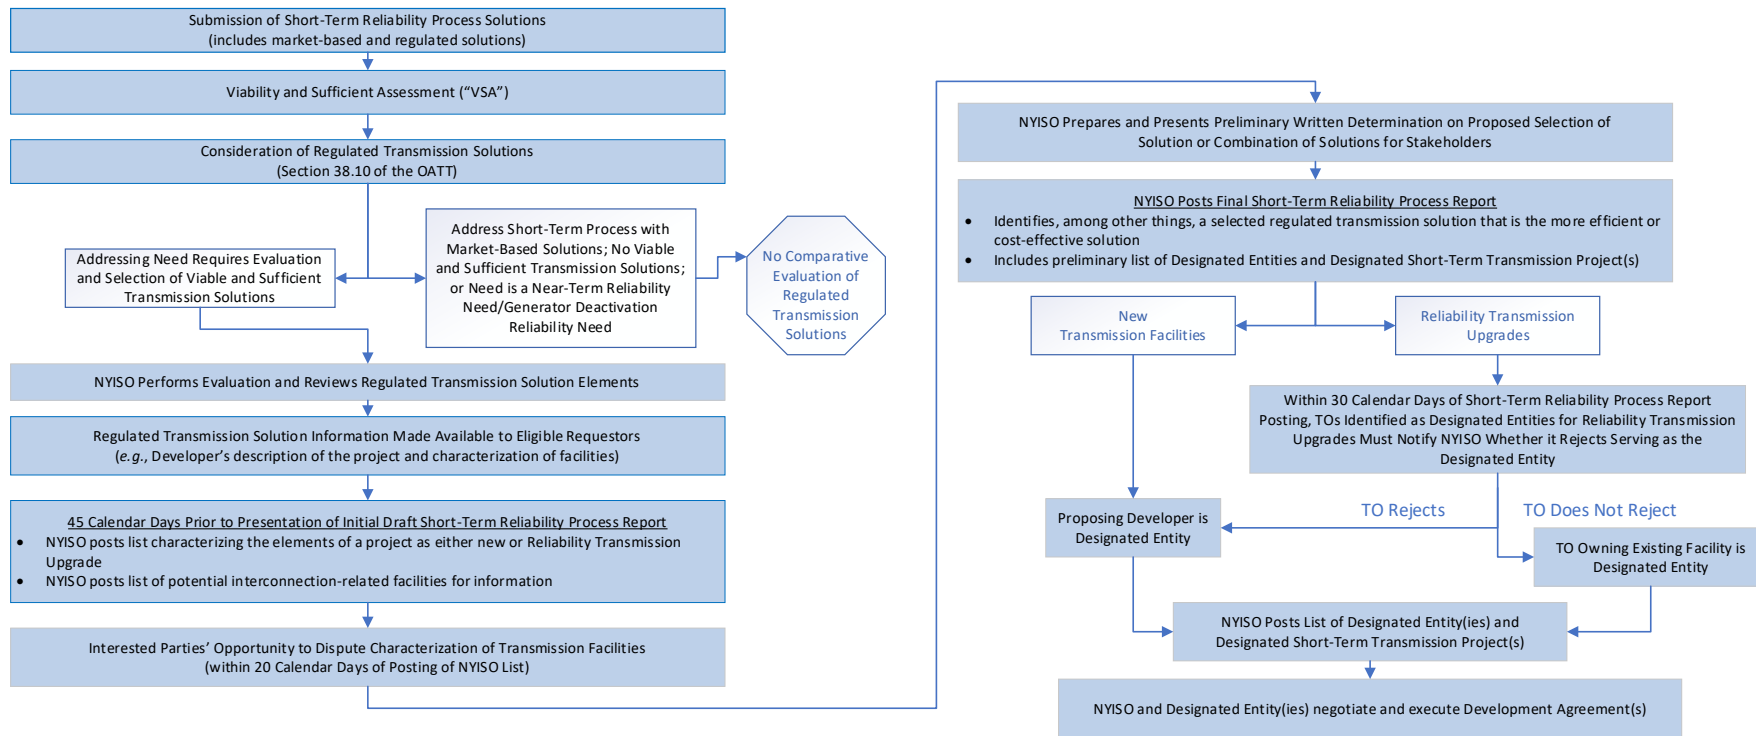 Submission of Short-Term Reliability Process Solutions
(includes market-based and regulated solutions)
Viability and Sufficient Assessment (“VSA”)
Consideration of Regulated Transmission Solutions
(Section 38.10 of the OATT)
Addressing Need Requires Evaluation
and Selection of Viable and Sufficient
Transmission Solutions
Address Short-Term Process with
Market-Based Solutions; No Viable
and Sufficient Transmission Solutions;
or Need is a Near-Term Reliability
Need/Generator Deactivation
Reliability Need
No Comparative
Evaluation of
Regulated
Transmission
Solutions
NYISO Performs Evaluation and Reviews Regulated Transmission Solution Elements
Regulated Transmission Solution Information Made Available to Eligible Requestors
(e.g., Developer’s description of the project and characterization of facilities)
45 Calendar Days Prior to Presentation of Initial Draft Short-Term Reliability Process Report
• NYISO posts list characterizing the elements of a project as either new or Reliability Transmission
Upgrade
• NYISO posts list of potential interconnection-related facilities for information
Interested Parties’ Opportunity to Dispute Characterization of Transmission Facilities
(within 20 Calendar Days of Posting of NYISO List)
NYISO Prepares and Presents Preliminary Written Determination on Proposed Selection of
Solution or Combination of Solutions for Stakeholders
NYISO Posts Final Short-Term Reliability Process Report
• Identifies, among other things, a selected regulated transmission solution that is the more efficient or
cost-effective solution
• Includes preliminary list of Designated Entities and Designated Short-Term Transmission Project(s)
New
Transmission Facilities
Reliability Transmission
Upgrades
Within 30 Calendar Days of Short-Term Reliability Process Report
Posting, TOs Identified as Designated Entities for Reliability Transmission
Upgrades Must Notify NYISO Whether it Rejects Serving as the
Designated Entity
TO Rejects
TO Does Not Reject
Proposing Developer is
Designated Entity
TO Owning Existing Facility is
Designated Entity
NYISO Posts List of Designated Entity(ies) and
Designated Short-Term Transmission Project(s)
NYISO and Designated Entity(ies) negotiate and execute Development Agreement(s)